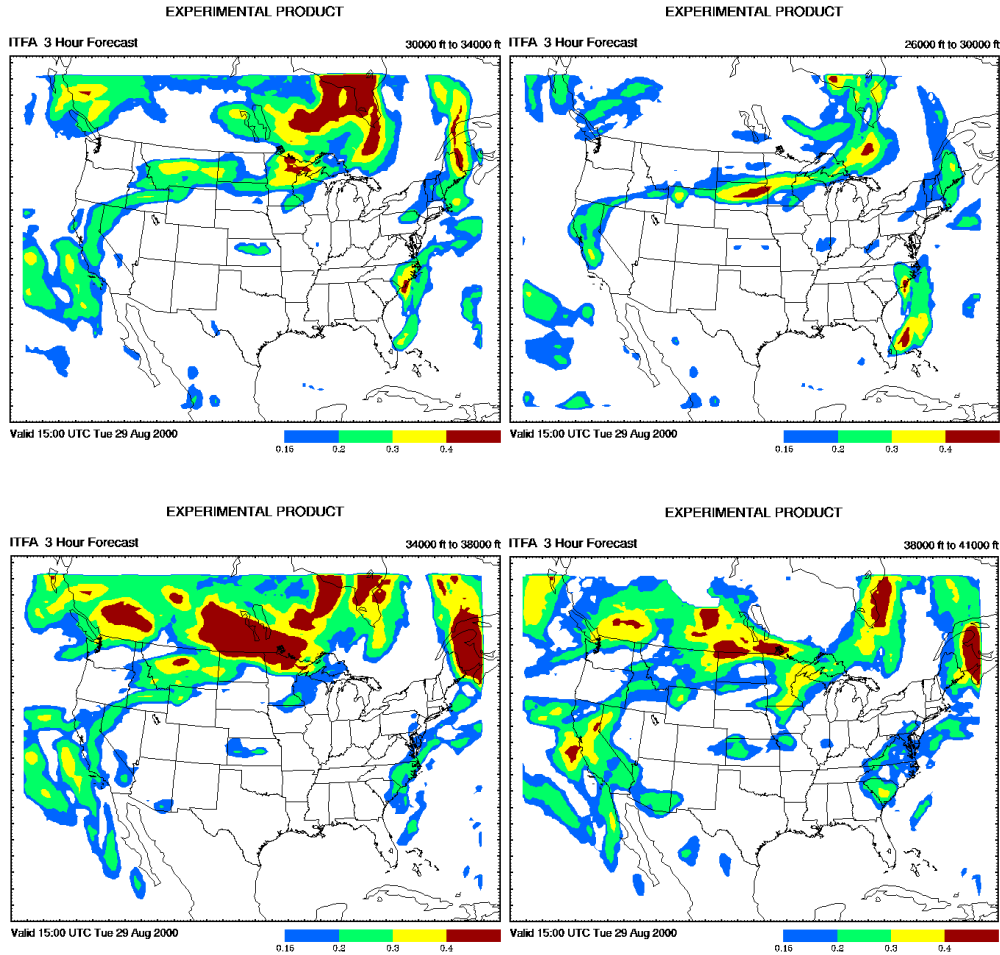 EXPERIMENTAL PRODUCT
ITFA 3 Hour Forecast
30000 ft to 34000 ft
Valid 15:00 UTC Tue 29 Aug 2000
0.16 0.2 0.3 0.4
EXPERIMENTAL PRODUCT
ITFA 3 Hour Forecast
26000 ft to 30000 ft
Valid 15:00 UTC Tue 29 Aug 2000
0.16 0.2 0.3 0.4
EXPERIMENTAL PRODUCT
ITFA 3 Hour Forecast
34000 ft to 38000 ft
Valid 15:00 UTC Tue 29 Aug 2000
0.16 0.2 0.3 0.4
EXPERIMENTAL PRODUCT
ITFA 3 Hour Forecast
38000 ft to 41000 ft
Valid 15:00 UTC Tue 29 Aug 2000
0.16 0.2 0.3 0.4